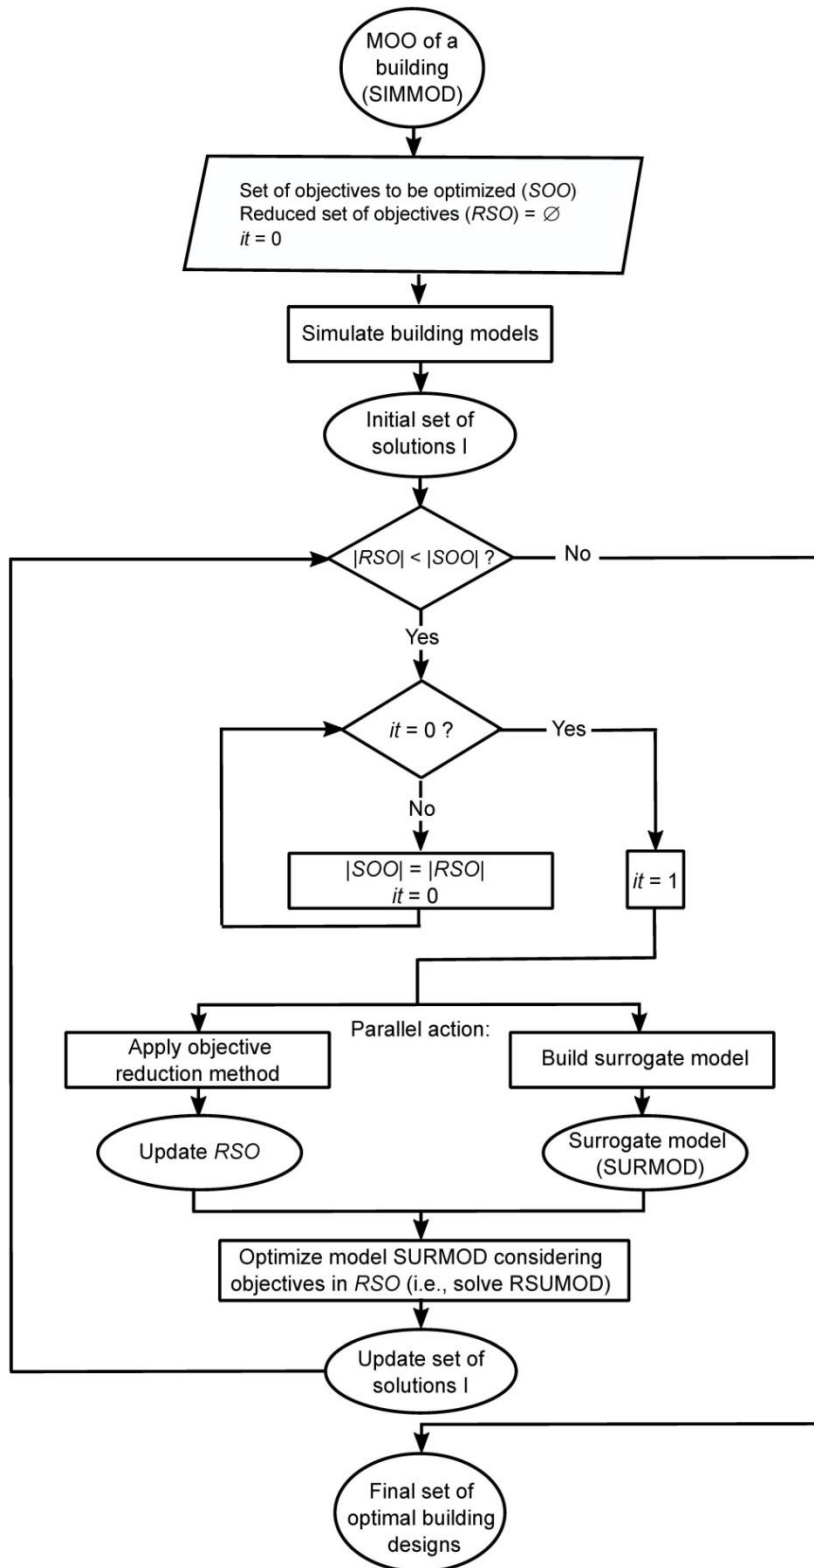 MOO of a
building
(SIMMOD)
Set of objectives to be optimized (SOO)
Reduced set of objectives (RSO) = ∅
it = 0
Simulate building models
Initial set of
solutions I
|RSO| < |SOO| ?
No
Yes
it = 0 ?
Yes
No
|SOO| = |RSO|
it = 0
it = 1
Parallel action:
Apply objective
reduction method
Build surrogate model
Update RSO
Surrogate model
(SURMOD)
Optimize model SURMOD considering
objectives in RSO (i.e., solve RSUMOD)
Update set of
solutions I
Final set of
optimal building
designs